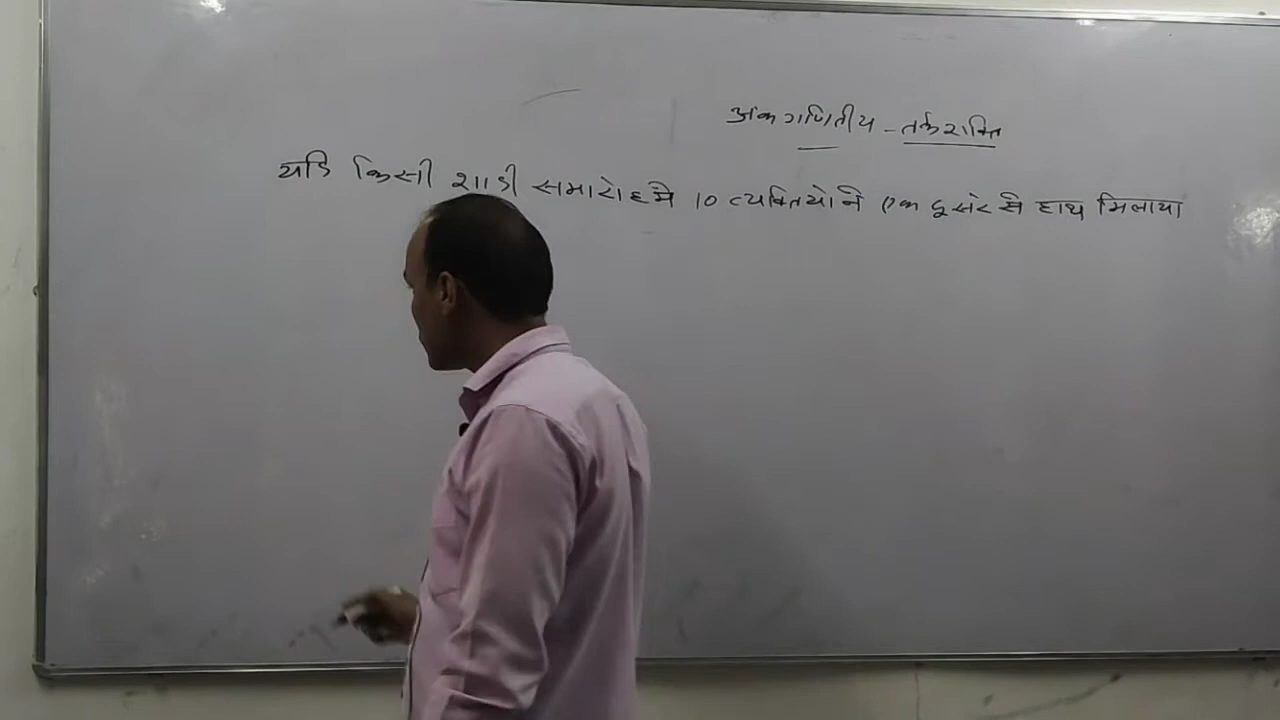 अंकगणितीय - तर्कशक्ति
यदि किसी शादी समारोह मे 10 व्यक्तियो ने एक दूसरे से हाथ मिलाया